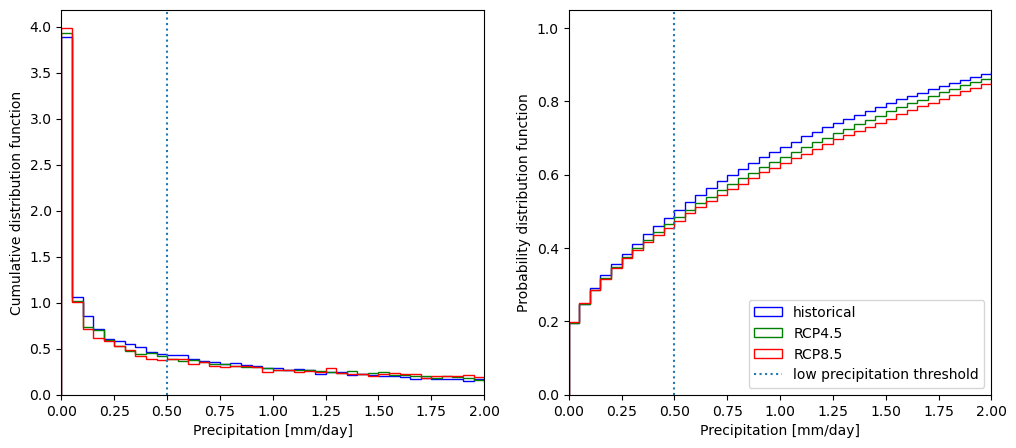 Cumulative distribution function
4.0
3.5
3.0
2.5
2.0
1.5
1.0
0.5
0.0
0.00 0.25 0.50 0.75 1.00 1.25 1.50 1.75 2.00
Precipitation [mm/day]
Probability distribution function
1.0
0.8
0.6
0.4
0.2
0.0
historical
RCP4.5
RCP8.5
low precipitation threshold
0.00 0.25 0.50 0.75 1.00 1.25 1.50 1.75 2.00
Precipitation [mm/day]